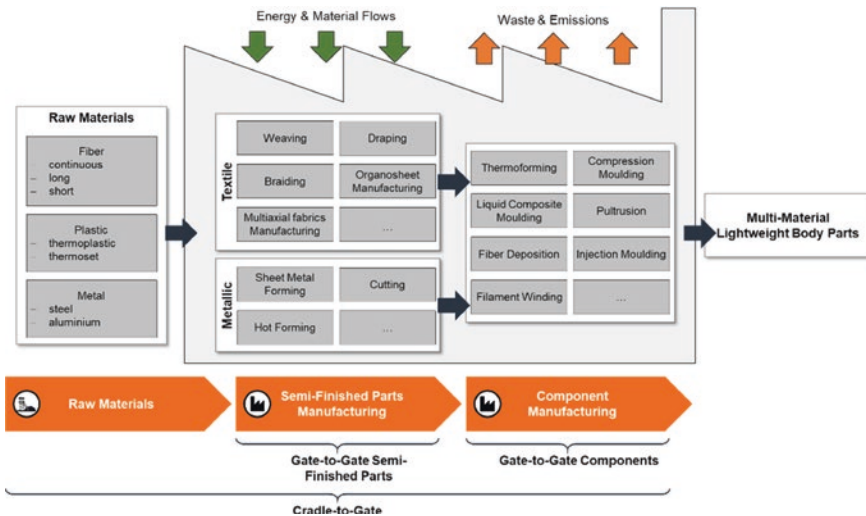 Energy & Material Flows
Waste & Emissions
Raw Materials
Fiber
– continuous
– long
– short
Plastic
– thermoplastic
– thermoset
Metal
– steel
– aluminium
Textile
Weaving
Draping
Braiding
Organosheet
Manufacturing
Multiaxial fabrics
Manufacturing
...
Metallic
Sheet Metal
Forming
Cutting
Hot Forming
...
Thermoforming
Compression
Moulding
Liquid Composite
Moulding
Pultrusion
Fiber Deposition
Injection Moulding
Filament Winding
...
Multi-Material
Lightweight Body Parts
Raw Materials
Semi-Finished Parts
Manufacturing
Component
Manufacturing
Gate-to-Gate Semi-
Finished Parts
Gate-to-Gate Components
Cradle-to-Gate